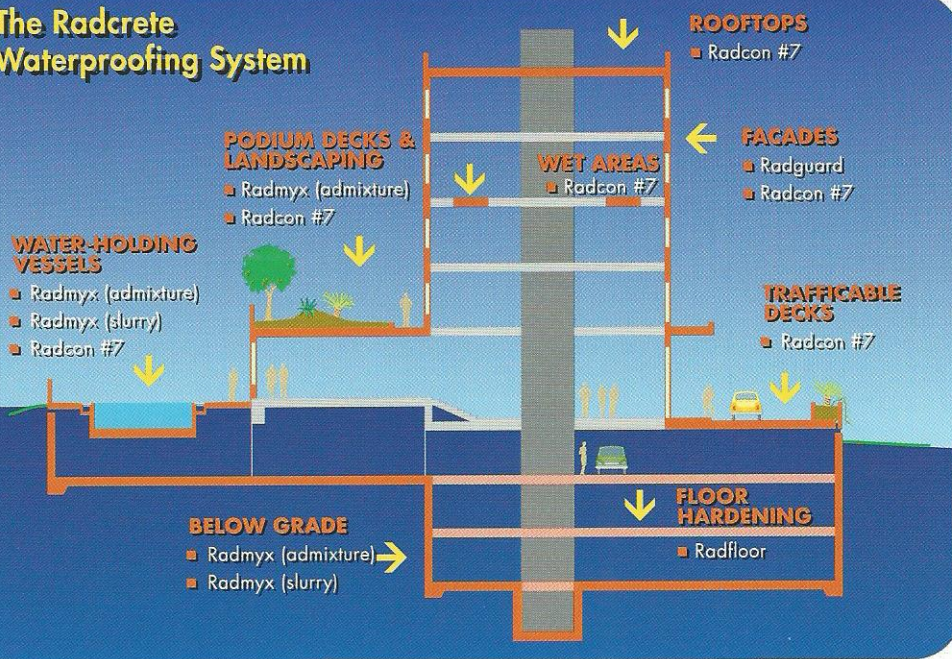 The Radcrete
Waterproofing System
ROOFTOPS
Radcon #7
PODIUM DECKS &
LANDSCAPING
Radmyx (admixture)
Radcon #7
WET AREAS
Radcon #7
FACADES
Radguard
Radcon #7
WATER-HOLDING
VESSELS
Radmyx (admixture)
Radmyx (slurry)
Radcon #7
TRAFFICABLE
DECKS
Radcon #7
BELOW GRADE
Radmyx (admixture)
Radmyx (slurry)
FLOOR
HARDENING
Radfloor